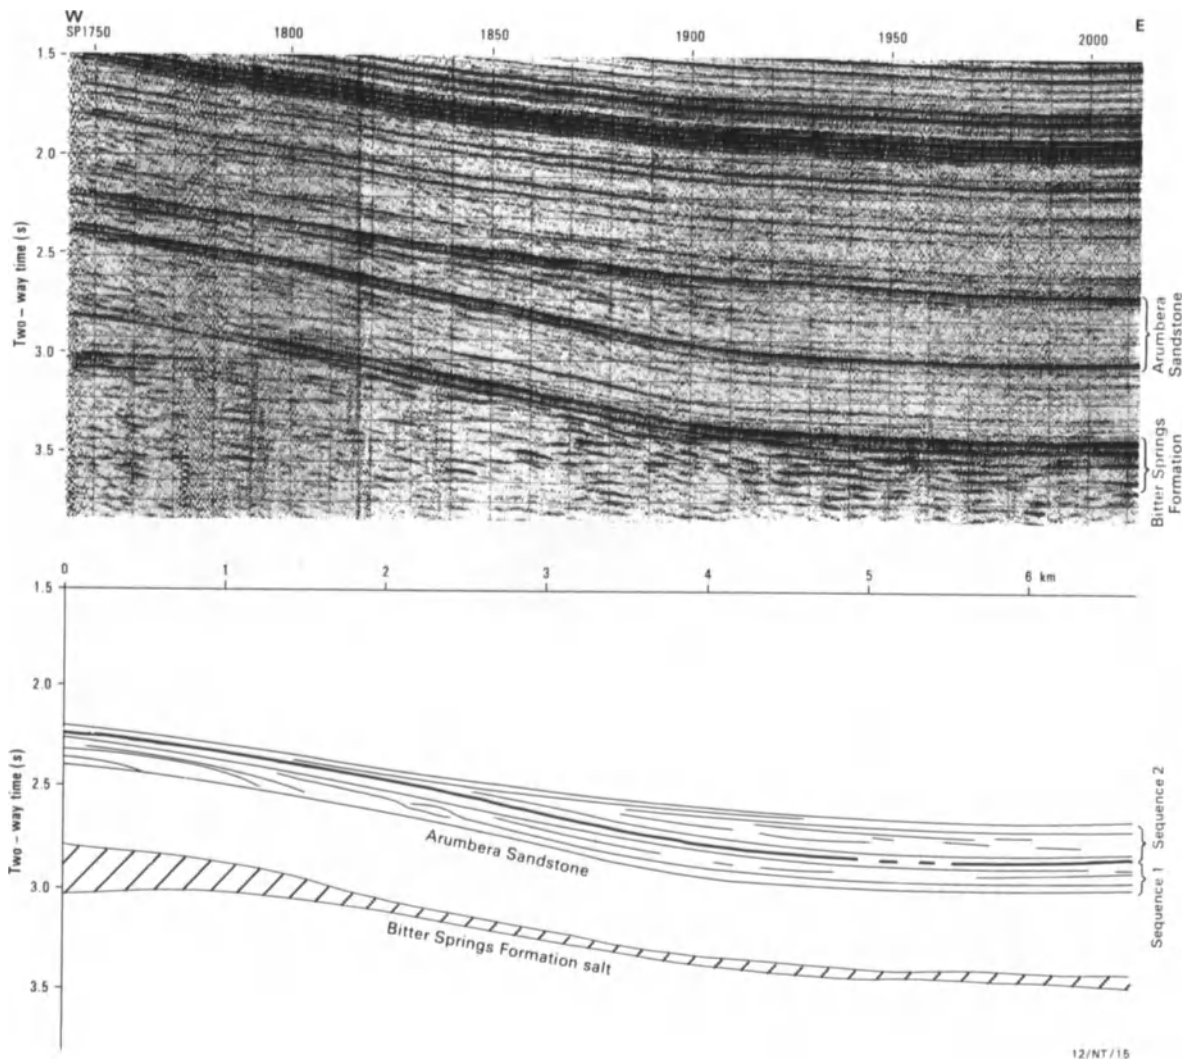 W
E
SP1750 1800 1850 1900 1950 2000
1.5
2.0
2.5
3.0
3.5
Two-way time (s)
Arumbera
Sandstone
Bitter Springs
Formation
0 1 2 3 4 5 6 km
1.5
2.0
2.5
3.0
3.5
Two-way time (s)
Arumbera Sandstone
Bitter Springs Formation salt
Sequence 2
Sequence 1
12/NT/15